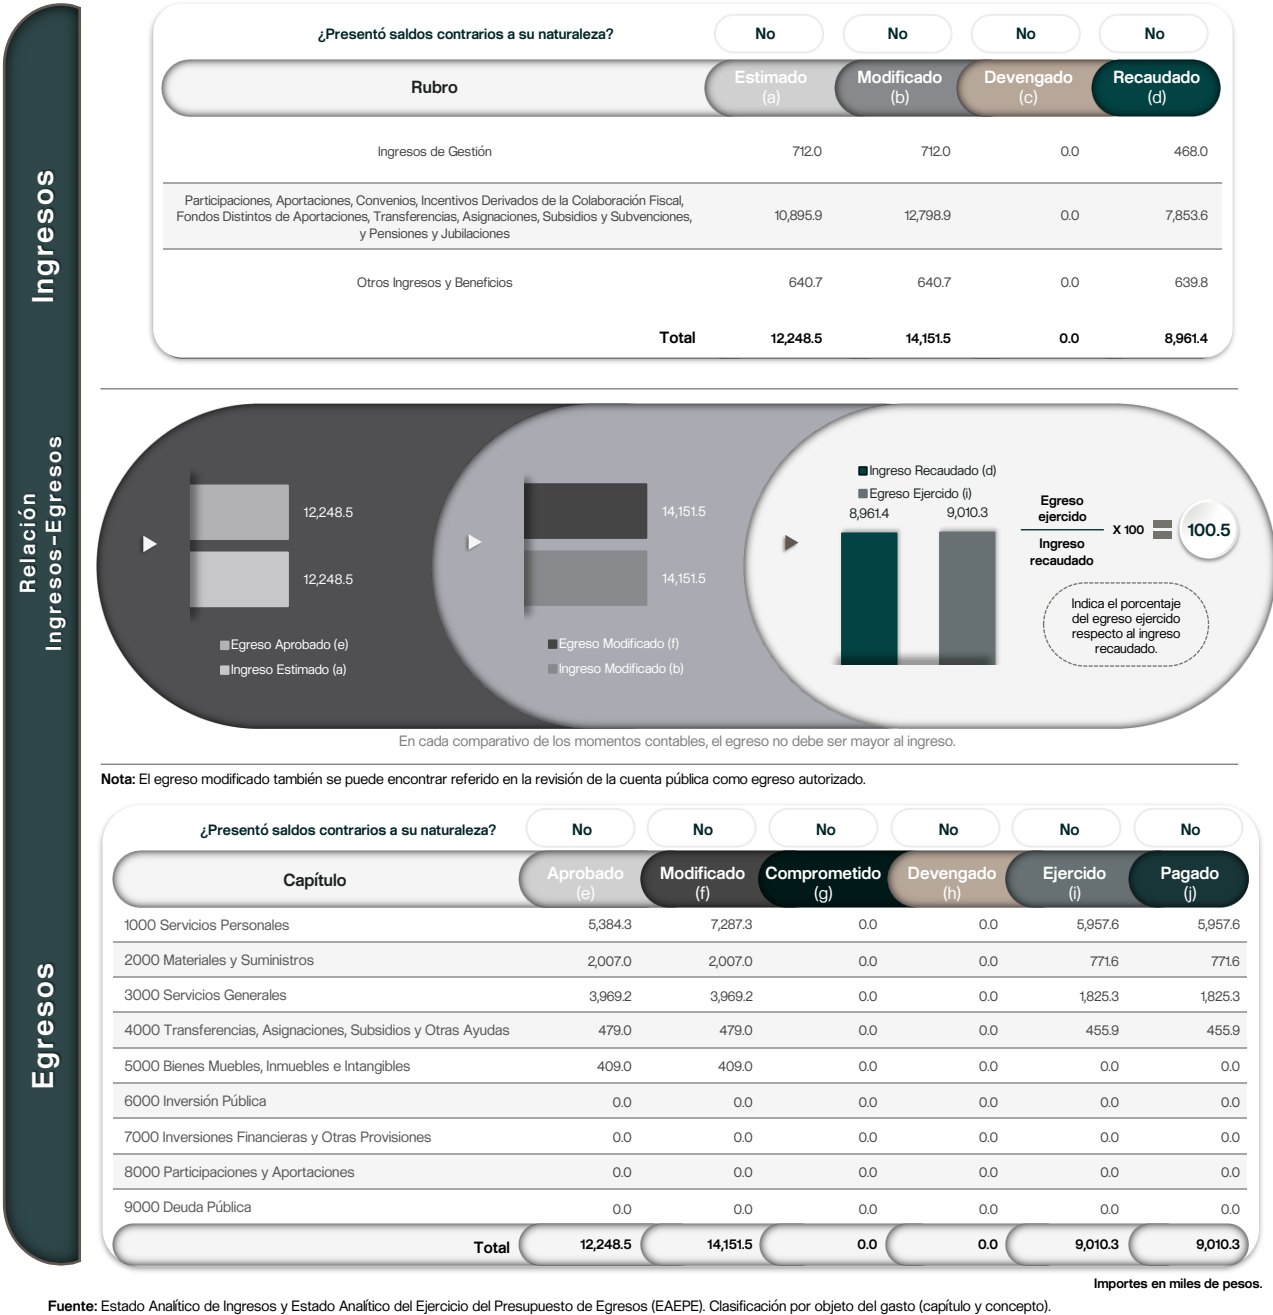 Ingresos
¿Presentó saldos contrarios a su naturaleza? No No No No
Rubro Estimado (a) Modificado (b) Devengado (c) Recaudado (d)
Ingresos de Gestión 712.0 712.0 0.0 468.0
Participaciones, Aportaciones, Convenios, Incentivos Derivados de la Colaboración Fiscal,
Fondos Distintos de Aportaciones, Transferencias, Asignaciones, Subsidios y Subvenciones, 10,895.9 12,798.9 0.0 7,853.6
y Pensiones y Jubilaciones
Otros Ingresos y Beneficios 640.7 640.7 0.0 639.8
Total 12,248.5 14,151.5 0.0 8,961.4
Relación
Ingresos-Egresos
12,248.5
12,248.5
Egreso Aprobado (e)
Ingreso Estimado (a)
14,151.5
14,151.5
Egreso Modificado (f)
Ingreso Modificado (b)
Ingreso Recaudado (d)
Egreso Ejercido (i)
8,961.4 9,010.3
Egreso
ejercido
Ingreso
recaudado
X 100 = 100.5
Indica el porcentaje
del egreso ejercido
respecto al ingreso
recaudado.
En cada comparativo de los momentos contables, el egreso no debe ser mayor al ingreso.
Nota: El egreso modificado también se puede encontrar referido en la revisión de la cuenta pública como egreso autorizado.
Egresos
¿Presentó saldos contrarios a su naturaleza? No No No No No No
Capítulo Aprobado (e) Modificado (f) Comprometido (g) Devengado (h) Ejercido (i) Pagado (j)
1000 Servicios Personales 5,384.3 7,287.3 0.0 0.0 5,957.6 5,957.6
2000 Materiales y Suministros 2,007.0 2,007.0 0.0 0.0 771.6 771.6
3000 Servicios Generales 3,969.2 3,969.2 0.0 0.0 1,825.3 1,825.3
4000 Transferencias, Asignaciones, Subsidios y Otras Ayudas 479.0 479.0 0.0 0.0 455.9 455.9
5000 Bienes Muebles, Inmuebles e Intangibles 409.0 409.0 0.0 0.0 0.0 0.0
6000 Inversión Pública 0.0 0.0 0.0 0.0 0.0 0.0
7000 Inversiones Financieras y Otras Provisiones 0.0 0.0 0.0 0.0 0.0 0.0
8000 Participaciones y Aportaciones 0.0 0.0 0.0 0.0 0.0 0.0
9000 Deuda Pública 0.0 0.0 0.0 0.0 0.0 0.0
Total 12,248.5 14,151.5 0.0 0.0 9,010.3 9,010.3
Importes en miles de pesos.
Fuente: Estado Analítico de Ingresos y Estado Analítico del Ejercicio del Presupuesto de Egresos (EAEPE). Clasificación por objeto del gasto (capítulo y concepto).